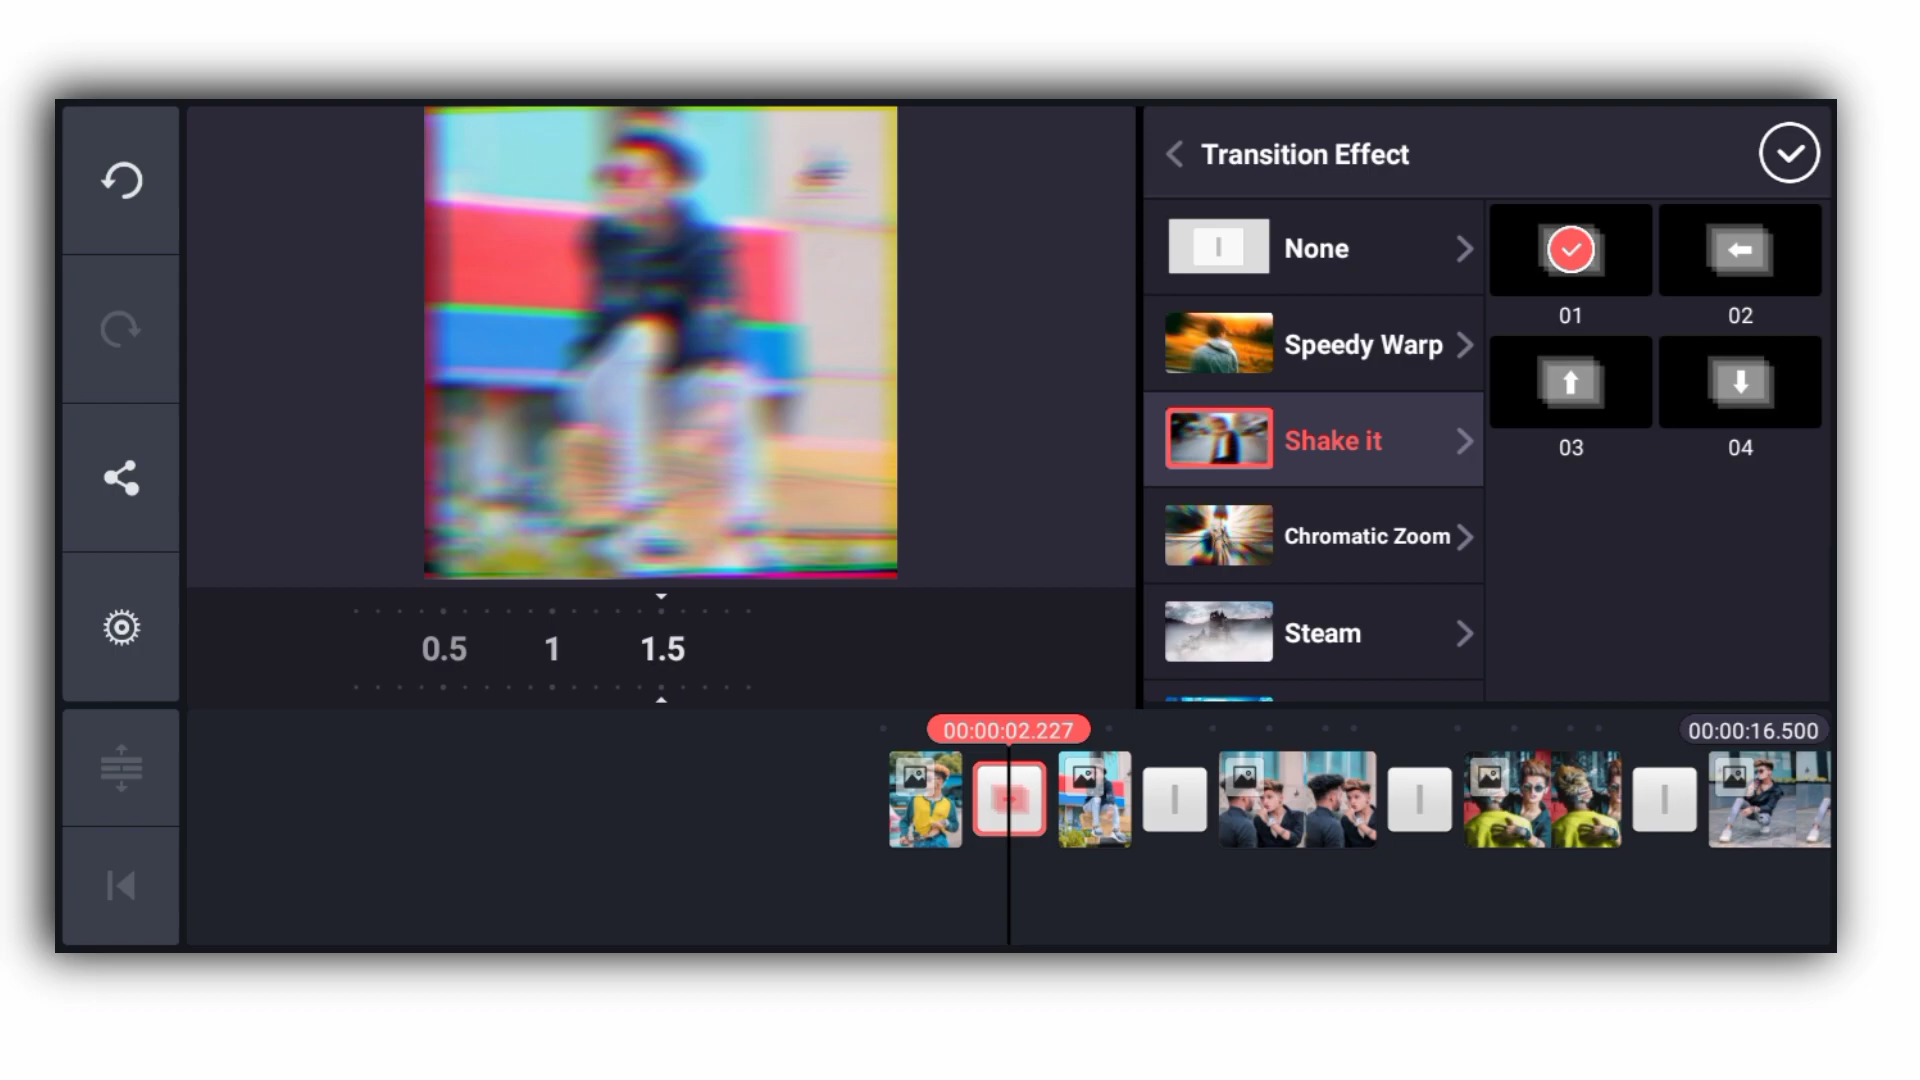 Transition Effect
None
01
02
Speedy Warp
Shake it
03
04
Chromatic Zoom
Steam
0.5
1
1.5
00:00:02.227
00:00:16.500